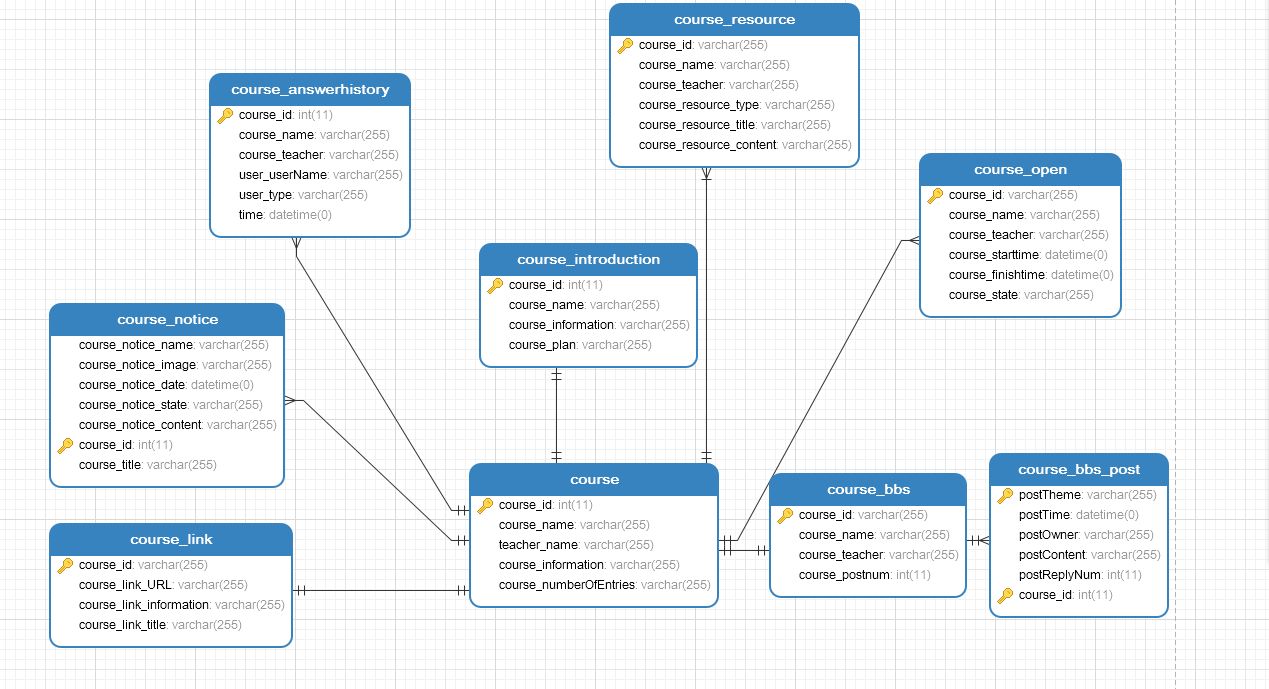 course_resource
course_id: varchar(255)
course_name: varchar(255)
course_teacher: varchar(255)
course_resource_type: varchar(255)
course_resource_title: varchar(255)
course_resource_content: varchar(255)
course_answerhistory
course_id: int(11)
course_name: varchar(255)
course_teacher: varchar(255)
user_userName: varchar(255)
user_type: varchar(255)
time: datetime(0)
course_open
course_id: varchar(255)
course_name: varchar(255)
course_teacher: varchar(255)
course_starttime: datetime(0)
course_finishtime: datetime(0)
course_state: varchar(255)
course_introduction
course_id: int(11)
course_name: varchar(255)
course_information: varchar(255)
course_plan: varchar(255)
course_notice
course_notice_name: varchar(255)
course_notice_image: varchar(255)
course_notice_date: datetime(0)
course_notice_state: varchar(255)
course_notice_content: varchar(255)
course_id: int(11)
course_title: varchar(255)
course
course_id: int(11)
course_name: varchar(255)
teacher_name: varchar(255)
course_information: varchar(255)
course_numberOfEntries: varchar(255)
course_bbs
course_id: varchar(255)
course_name: varchar(255)
course_teacher: varchar(255)
course_postnum: int(11)
course_bbs_post
postTheme: varchar(255)
postTime: datetime(0)
postOwner: varchar(255)
postContent: varchar(255)
postReplyNum: int(11)
course_id: int(11)
course_link
course_id: varchar(255)
course_link_URL: varchar(255)
course_link_information: varchar(255)
course_link_title: varchar(255)